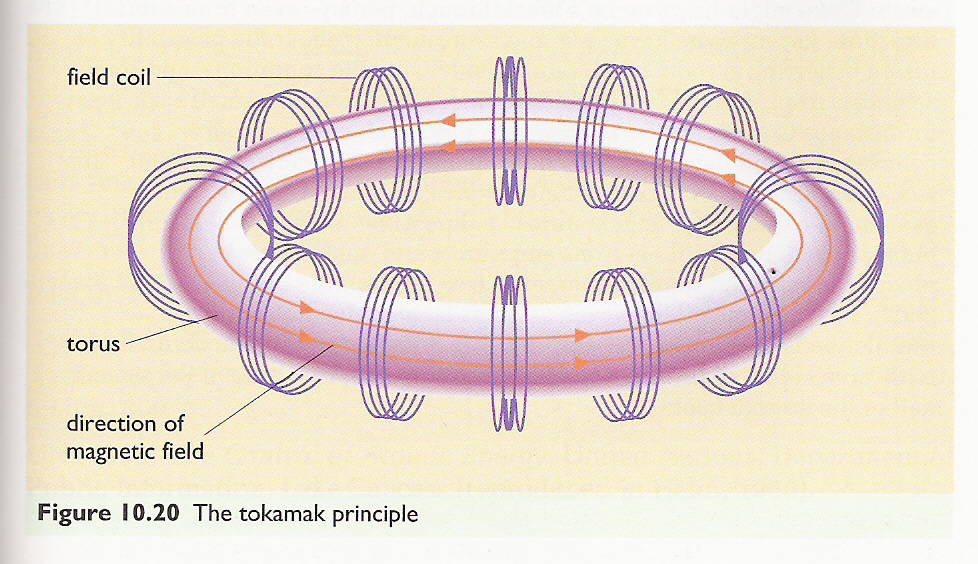 field coil
torus
direction of
magnetic field
Figure 10.20 The tokamak principle